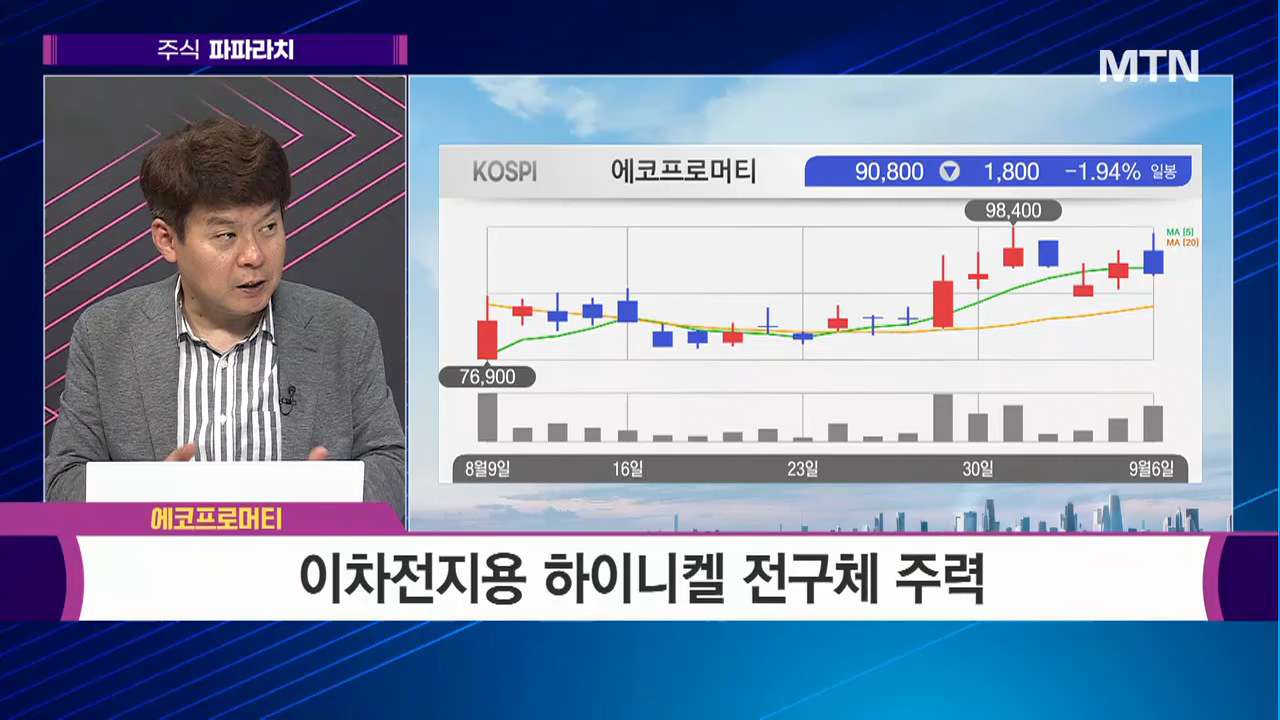 주식 파파라치
MTN
KOSPI 에코프로머티 90,800 ▼ 1,800 -1.94% 일봉
98,400
MA [5]
MA [20]
76,900
8월9일 16일 23일 30일 9월6일
에코프로머티
이차전지용 하이니켈 전구체 주력